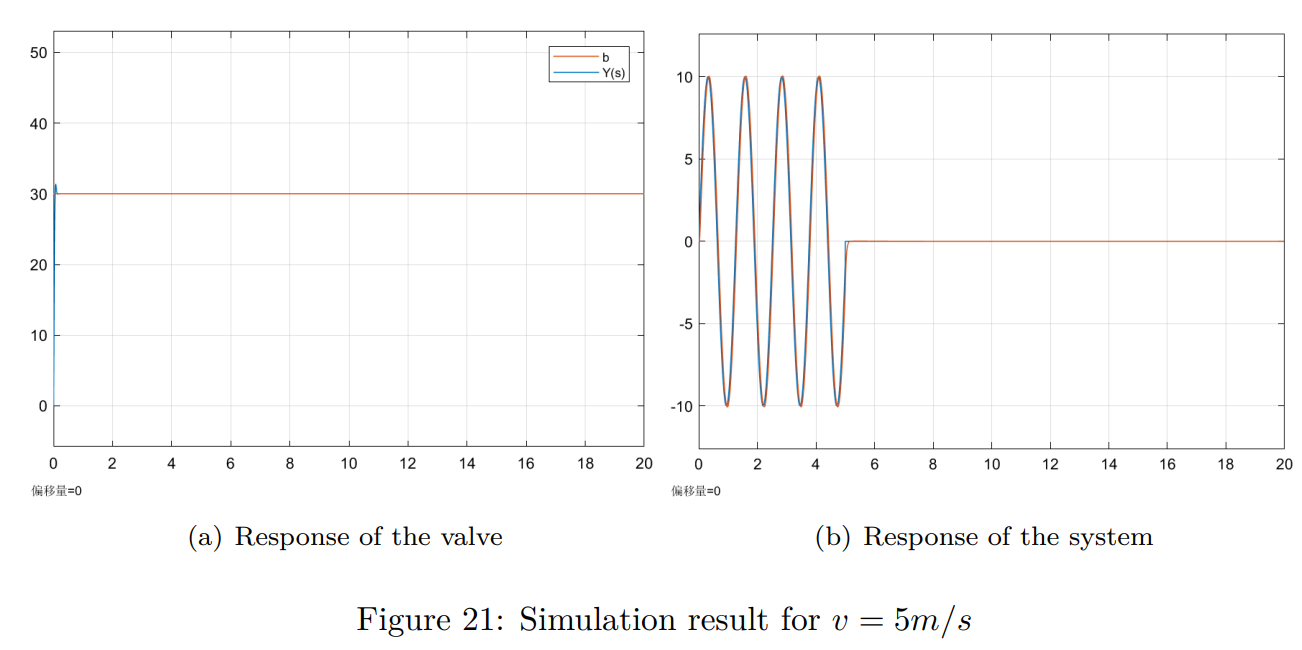 50
40
30
20
10
0
b
Y(s)
0 2 4 6 8 10 12 14 16 18 20
偏移量=0
(a) Response of the valve
10
5
0
-5
-10
0 2 4 6 8 10 12 14 16 18 20
偏移量=0
(b) Response of the system
Figure 21: Simulation result for v = 5m/s